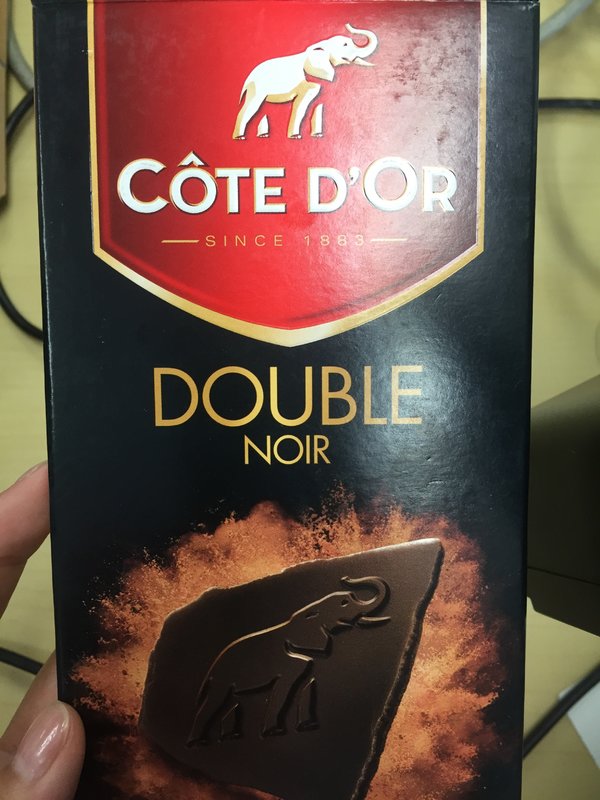 CÔTE D'OR
SINCE 1883
DOUBLE
NOIR